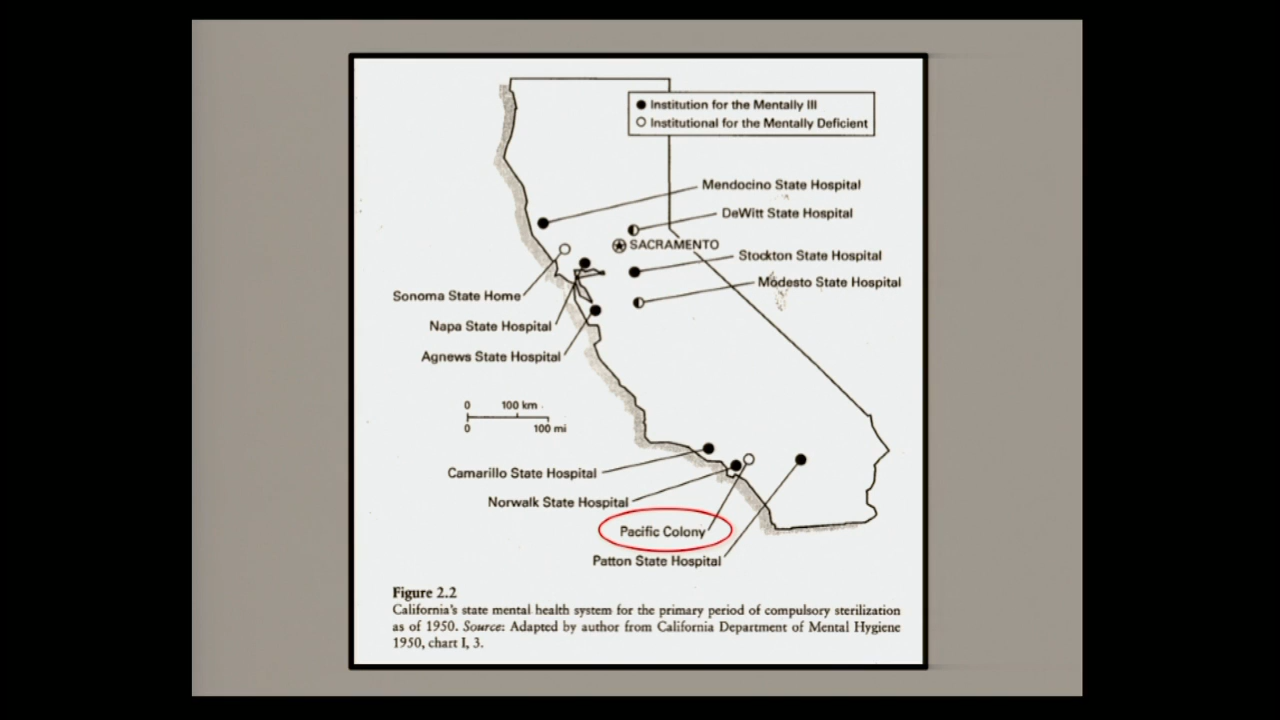 Institution for the Mentally Ill
Institutional for the Mentally Deficient
Mendocino State Hospital
DeWitt State Hospital
SACRAMENTO
Stockton State Hospital
Modesto State Hospital
Sonoma State Home
Napa State Hospital
Agnews State Hospital
0 100 km
0 100 mi
Camarillo State Hospital
Norwalk State Hospital
Pacific Colony
Patton State Hospital
Figure 2.2
California's state mental health system for the primary period of compulsory sterilization
as of 1950. Source: Adapted by author from California Department of Mental Hygiene
1950, chart I, 3.